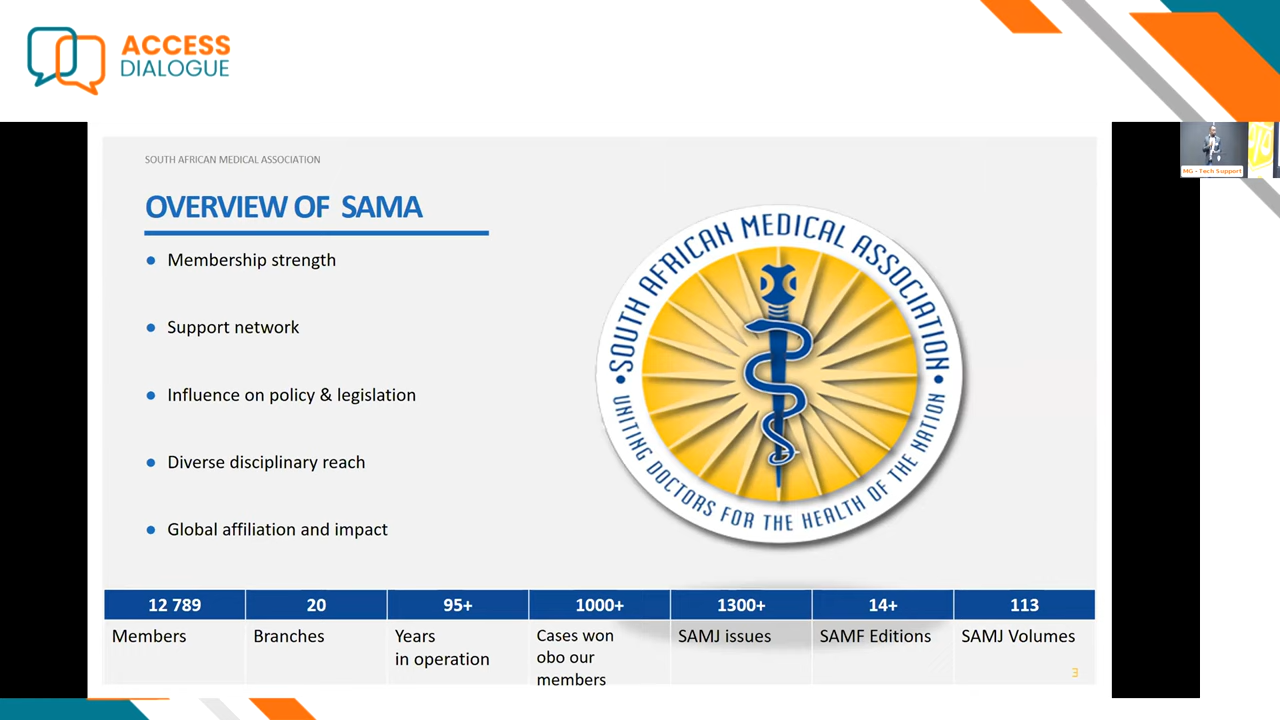 ACCESS
DIALOGUE
MG - Tech Support
SOUTH AFRICAN MEDICAL ASSOCIATION
OVERVIEW OF SAMA
Membership strength
Support network
Influence on policy & legislation
Diverse disciplinary reach
Global affiliation and impact
• SOUTH AFRICAN MEDICAL ASSOCIATION •
UNITING DOCTORS FOR THE HEALTH OF THE NATION
12 789
20
95+
1000+
1300+
14+
113
Members
Branches
Years
in operation
Cases won
obo our
members
SAMJ issues
SAMF Editions
SAMJ Volumes
3